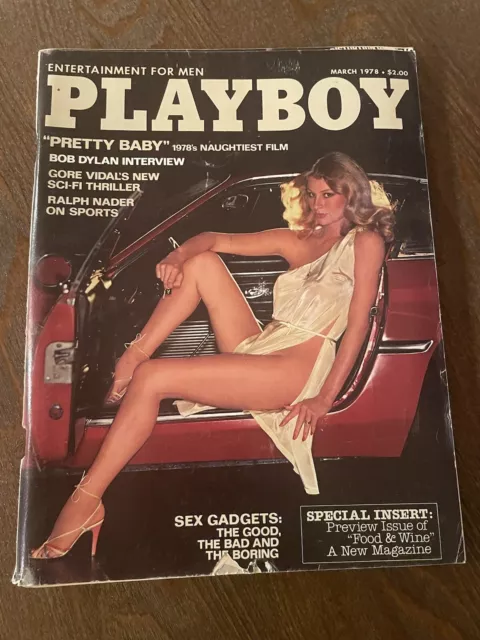 ENTERTAINMENT FOR MEN
MARCH 1978 • $2.00
PLAYBOY
"PRETTY BABY" 1978's NAUGHTIEST FILM
BOB DYLAN INTERVIEW
GORE VIDAL'S NEW
SCI-FI THRILLER
RALPH NADER
ON SPORTS
SEX GADGETS:
THE GOOD,
THE BAD AND
THE BORING
SPECIAL INSERT:
Preview Issue of
"Food & Wine"
A New Magazine